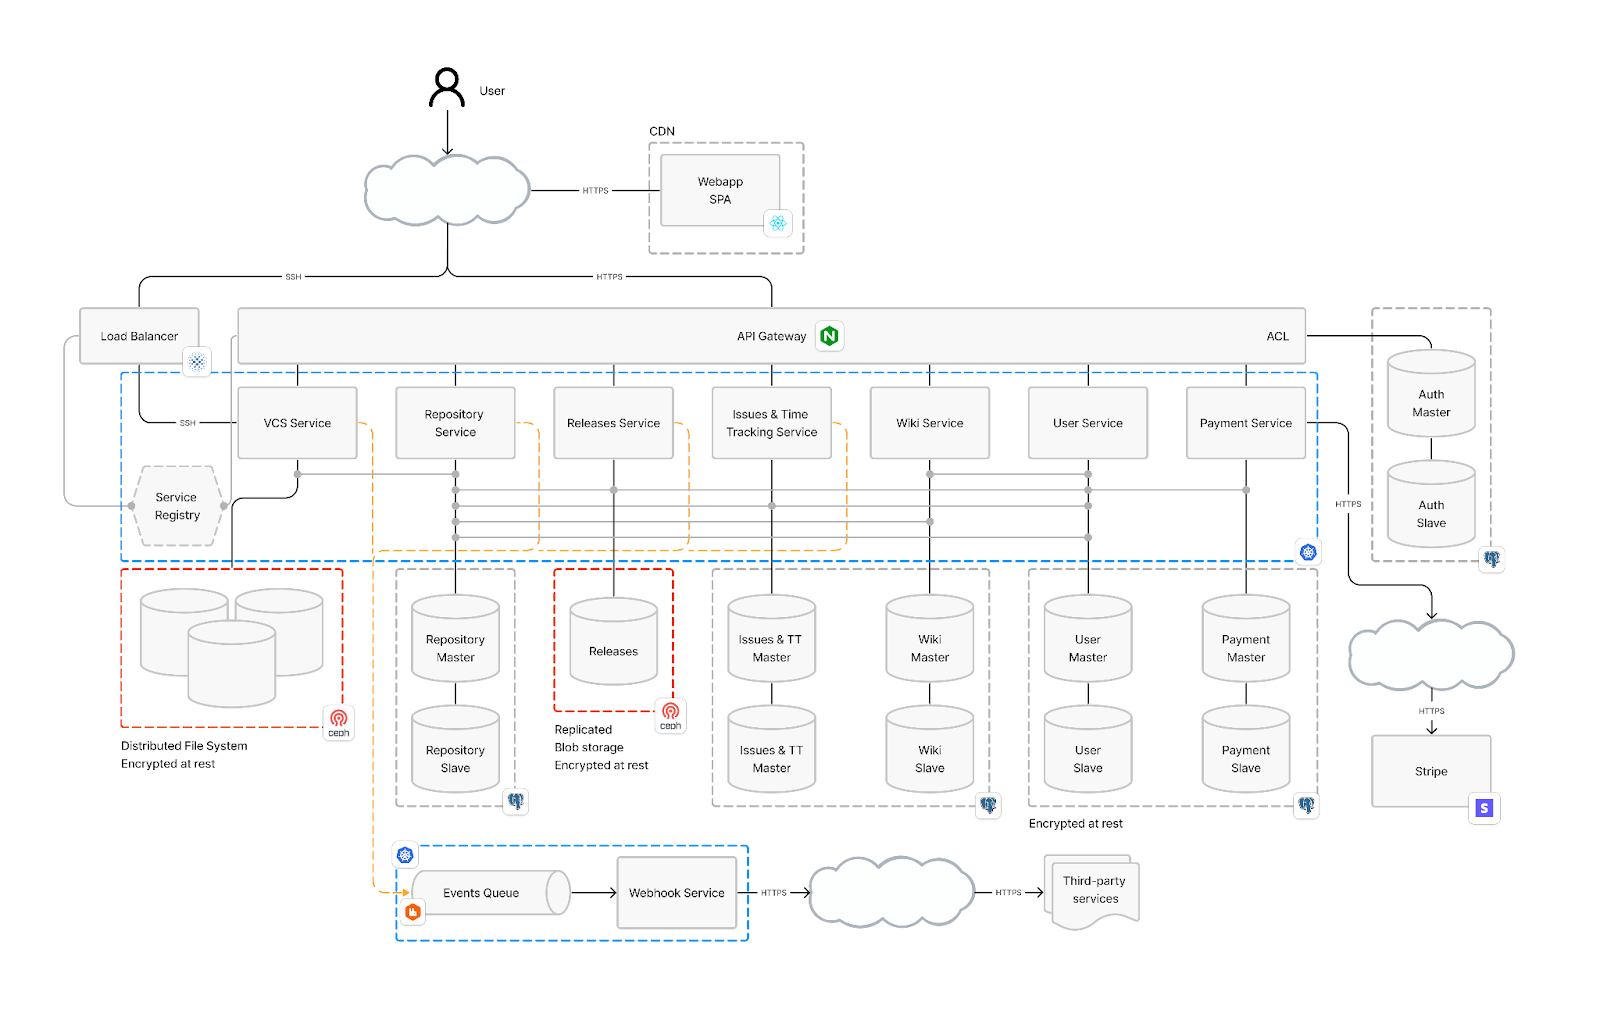 User
CDN
Webapp
SPA
HTTPS
SSH
HTTPS
Load Balancer
API Gateway
ACL
Auth
Master
Auth
Slave
SSH
VCS Service
Repository
Service
Releases Service
Issues & Time
Tracking Service
Wiki Service
User Service
Payment Service
Service
Registry
HTTPS
Repository
Master
Releases
Issues & TT
Master
Wiki
Master
User
Master
Payment
Master
ceph
ceph
HTTPS
Distributed File System
Encrypted at rest
Replicated
Blob storage
Encrypted at rest
Repository
Slave
Issues & TT
Master
Wiki
Slave
User
Slave
Payment
Slave
Stripe
S
Encrypted at rest
Events Queue
Webhook Service
HTTPS
HTTPS
Third-party
services